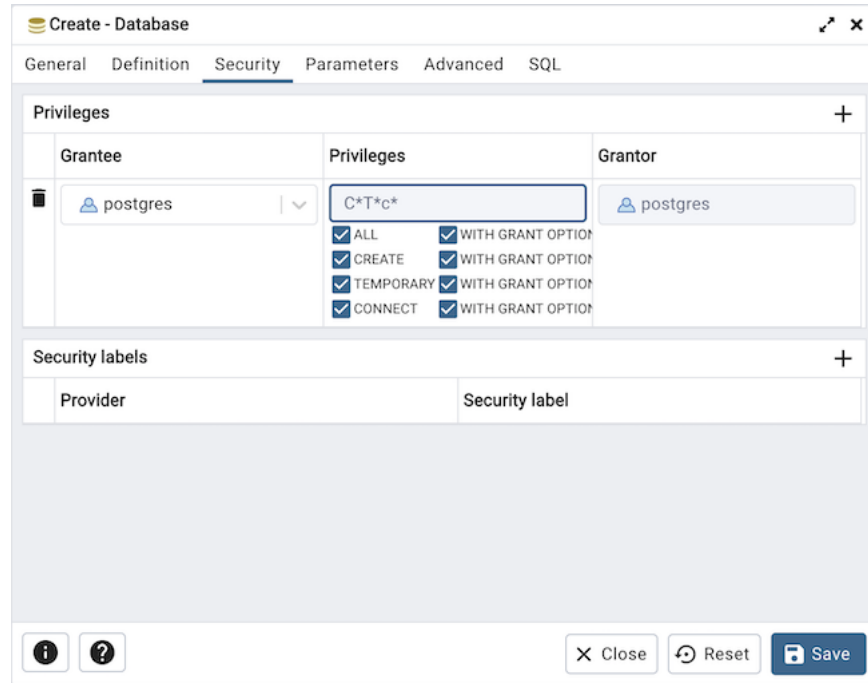 Create - Database
General Definition Security Parameters Advanced SQL
Privileges
Grantee Privileges Grantor
postgres C*T*c* postgres
ALL WITH GRANT OPTION
CREATE WITH GRANT OPTION
TEMPORARY WITH GRANT OPTION
CONNECT WITH GRANT OPTION
Security labels
Provider Security label
Close Reset Save